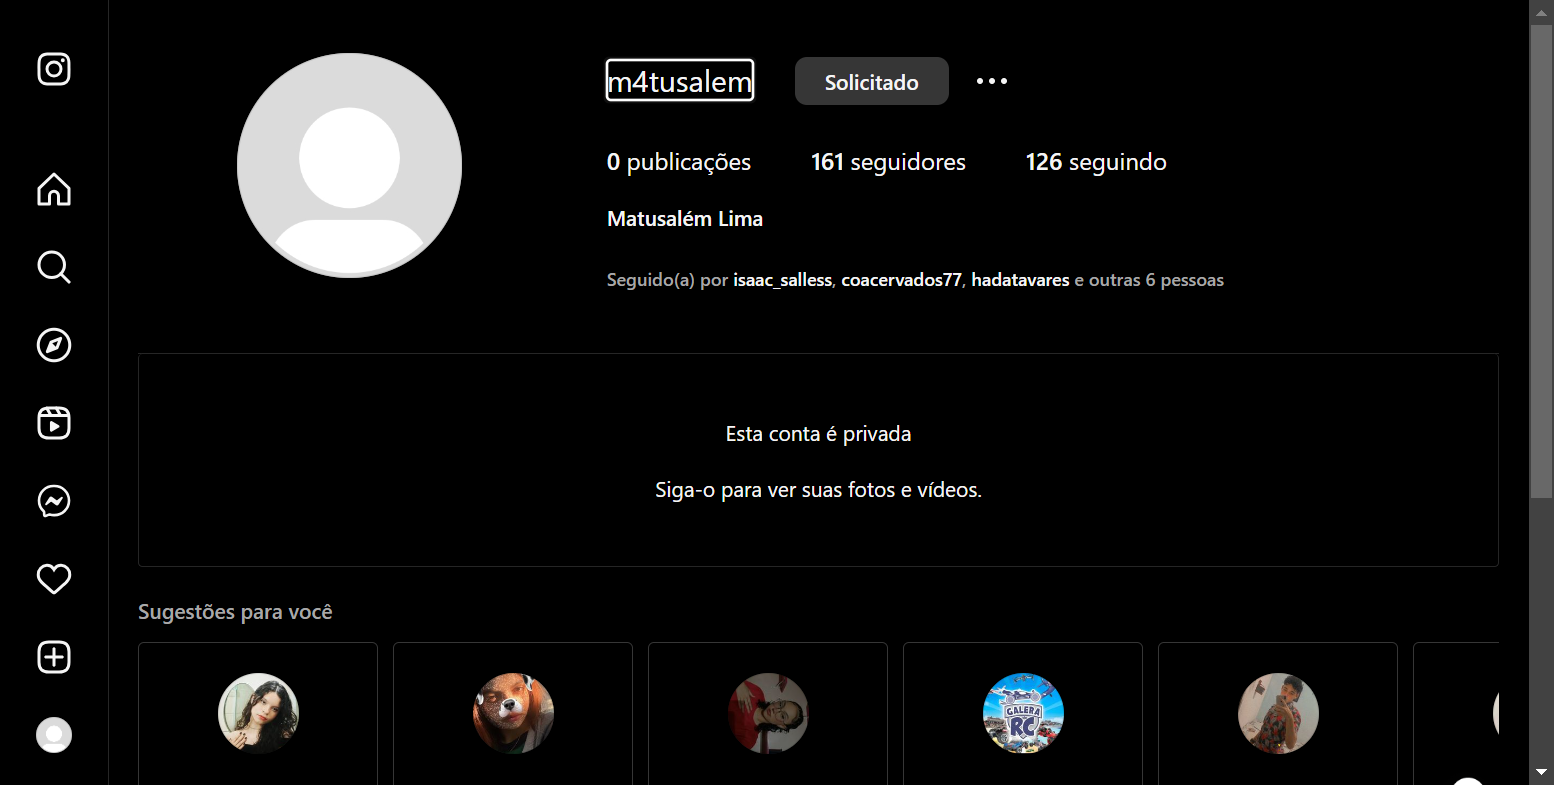 m4tusalem
Solicitado
0 publicações
161 seguidores
126 seguindo
Matusalém Lima
Seguido(a) por isaac_salless, coacervados77, hadatavares e outras 6 pessoas
Esta conta é privada
Siga-o para ver suas fotos e vídeos.
Sugestões para você
GALERA
RC